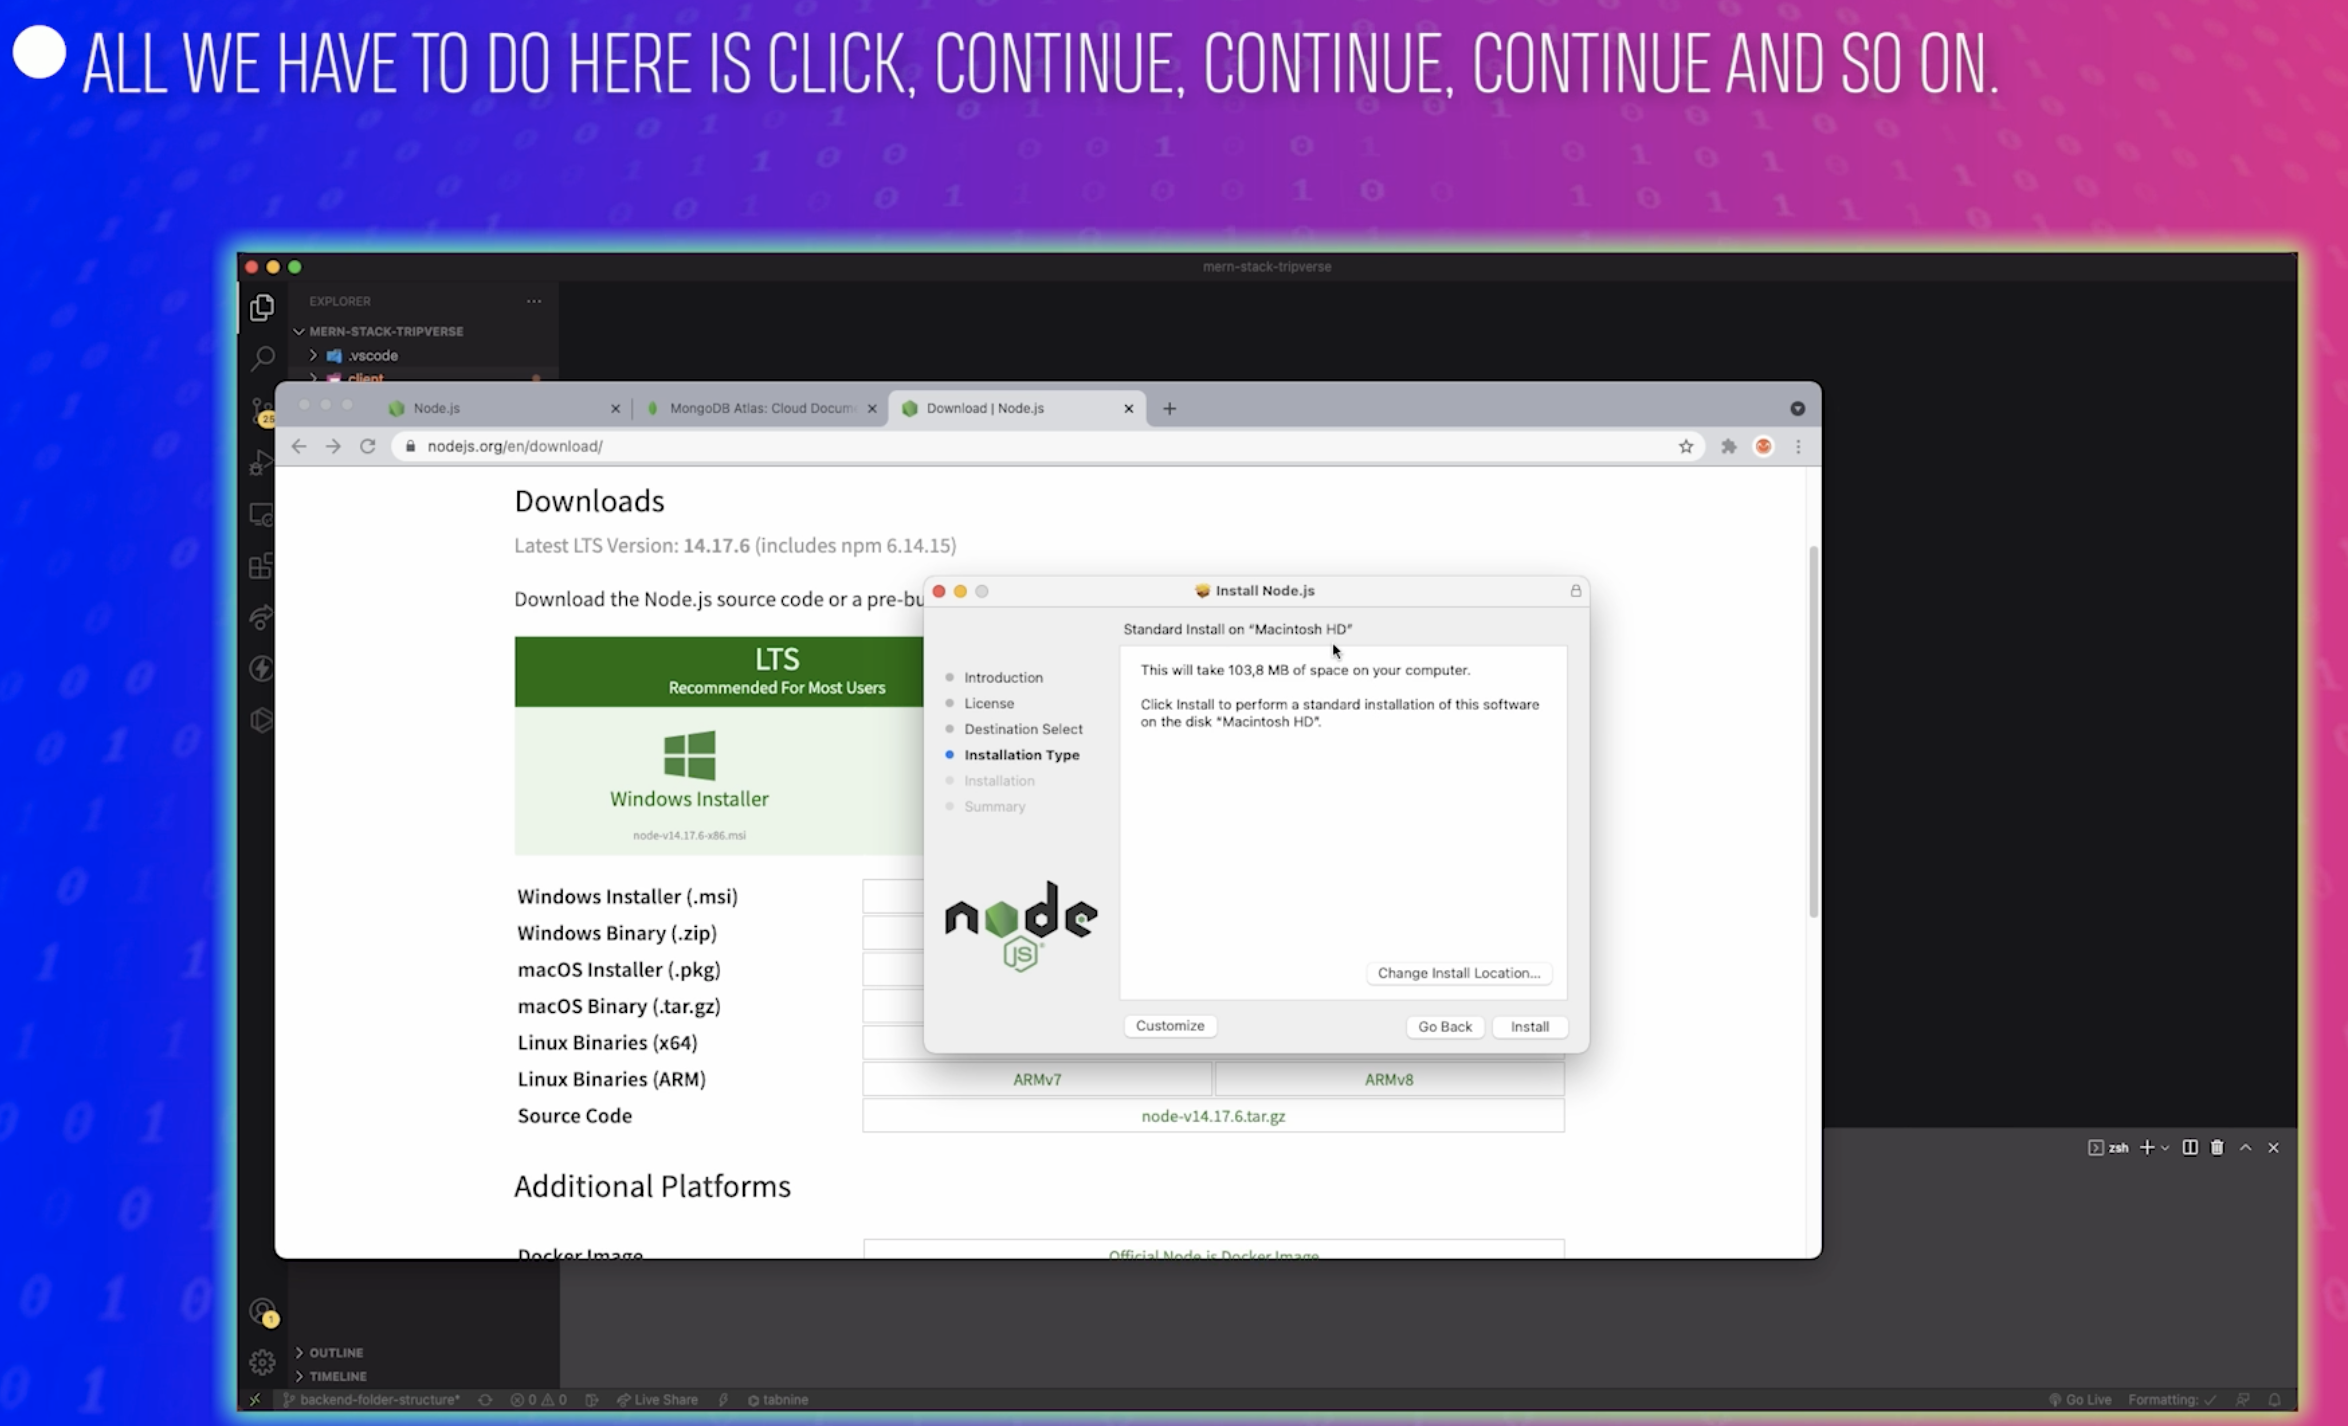 ALL WE HAVE TO DO HERE IS CLICK, CONTINUE, CONTINUE, CONTINUE AND SO ON.
mern-stack-tripverse
EXPLORER
MERN-STACK-TRIPVERSE
.vscode
client
25
Node.js
MongoDB Atlas: Cloud Docum
Download | Node.js
nodejs.org/en/download/
Downloads
Latest LTS Version: 14.17.6 (includes npm 6.14.15)
Download the Node.js source code or a pre-bu
LTS
Recommended For Most Users
Windows Installer
node-v14.17.6-x86.msi
Windows Installer (.msi)
Windows Binary (.zip)
macOS Installer (.pkg)
macOS Binary (.tar.gz)
Linux Binaries (x64)
Linux Binaries (ARM)
ARMv7
ARMv8
Source Code
node-v14.17.6.tar.gz
Additional Platforms
Docker Image
Official Node.js Docker Image
Install Node.js
Standard Install on “Macintosh HD”
Introduction
License
Destination Select
Installation Type
Installation
Summary
This will take 103,8 MB of space on your computer.
Click Install to perform a standard installation of this software
on the disk “Macintosh HD”.
node
JS
Change Install Location...
Customize
Go Back
Install
zsh
1
OUTLINE
TIMELINE
backend-folder-structure*
0
0
Live Share
tabnine
Go Live
Formatting: